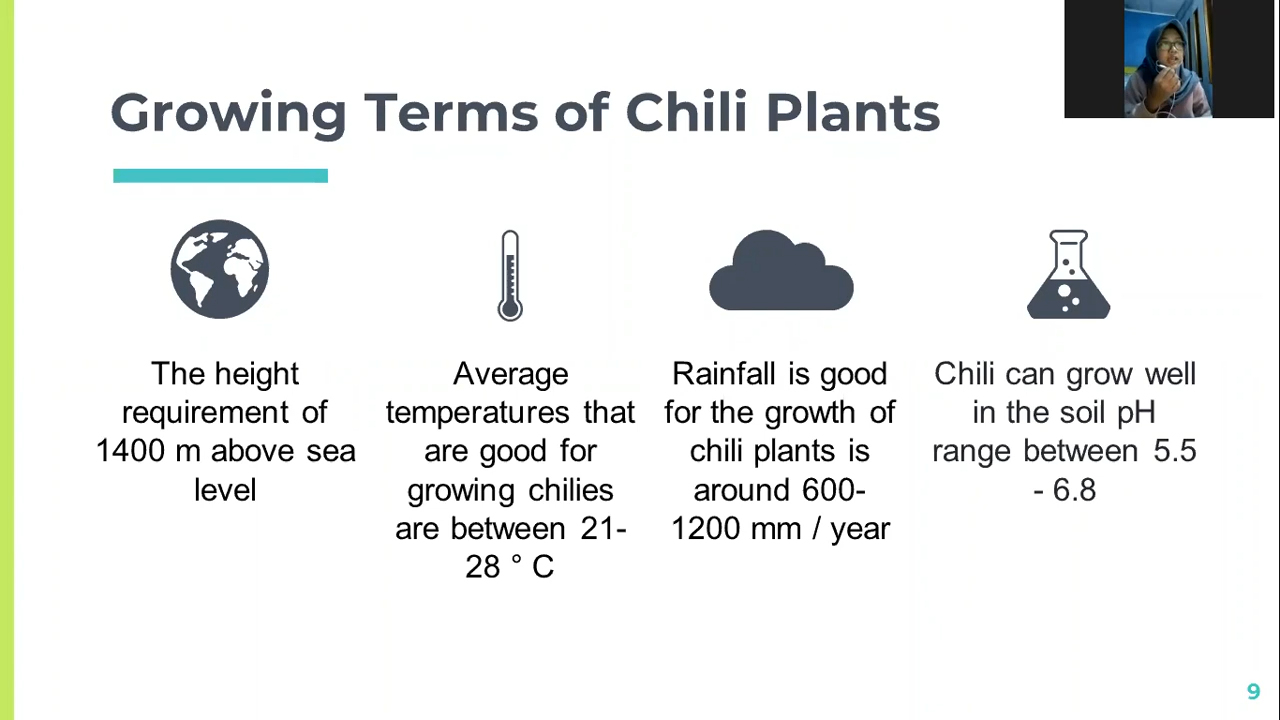 Growing Terms of Chili Plants
The height
requirement of
1400 m above sea
level
Average
temperatures that
are good for
growing chilies
are between 21-
28 ° C
Rainfall is good
for the growth of
chili plants is
around 600-
1200 mm / year
Chili can grow well
in the soil pH
range between 5.5
- 6.8
9